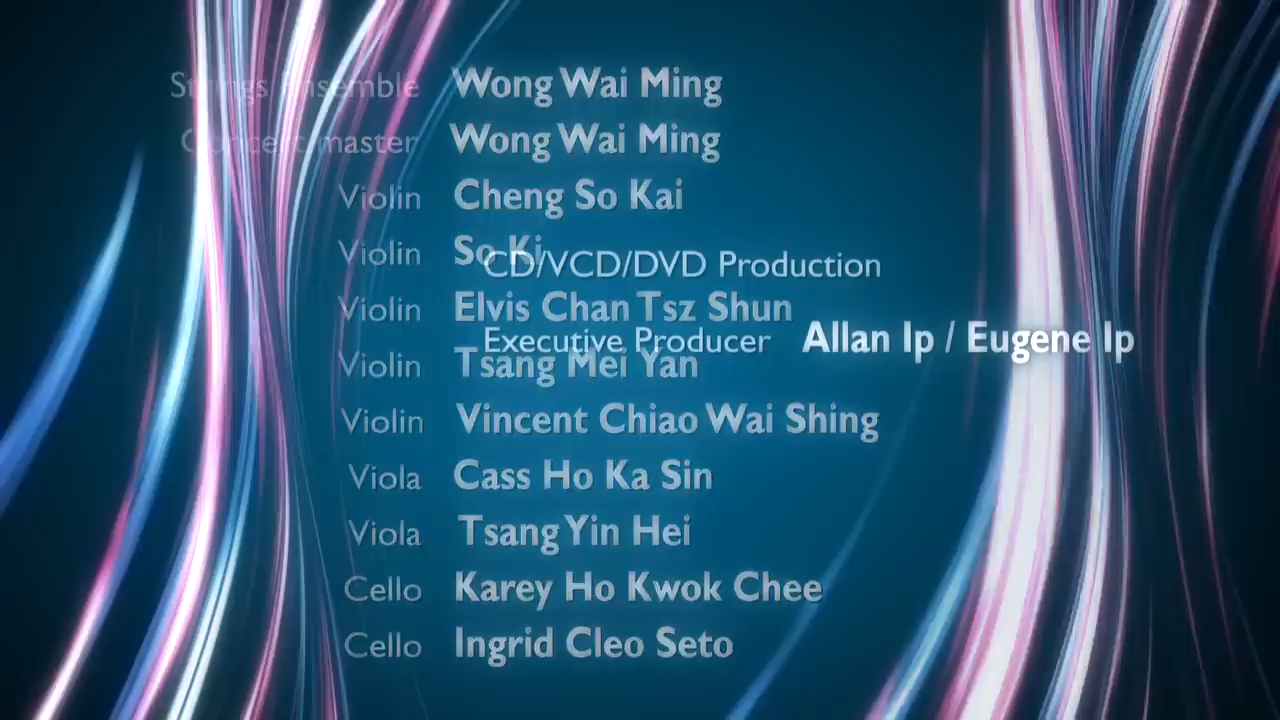 Strings Ensemble Wong Wai Ming
Concert master Wong Wai Ming
Violin Cheng So Kai
Violin So Ki
CD/VCD/DVD Production
Violin Elvis Chan Tsz Shun
Executive Producer Allan Ip / Eugene Ip
Violin Tsang Mei Yan
Violin Vincent Chiao Wai Shing
Viola Cass Ho Ka Sin
Viola Tsang Yin Hei
Cello Karey Ho Kwok Chee
Cello Ingrid Cleo Seto